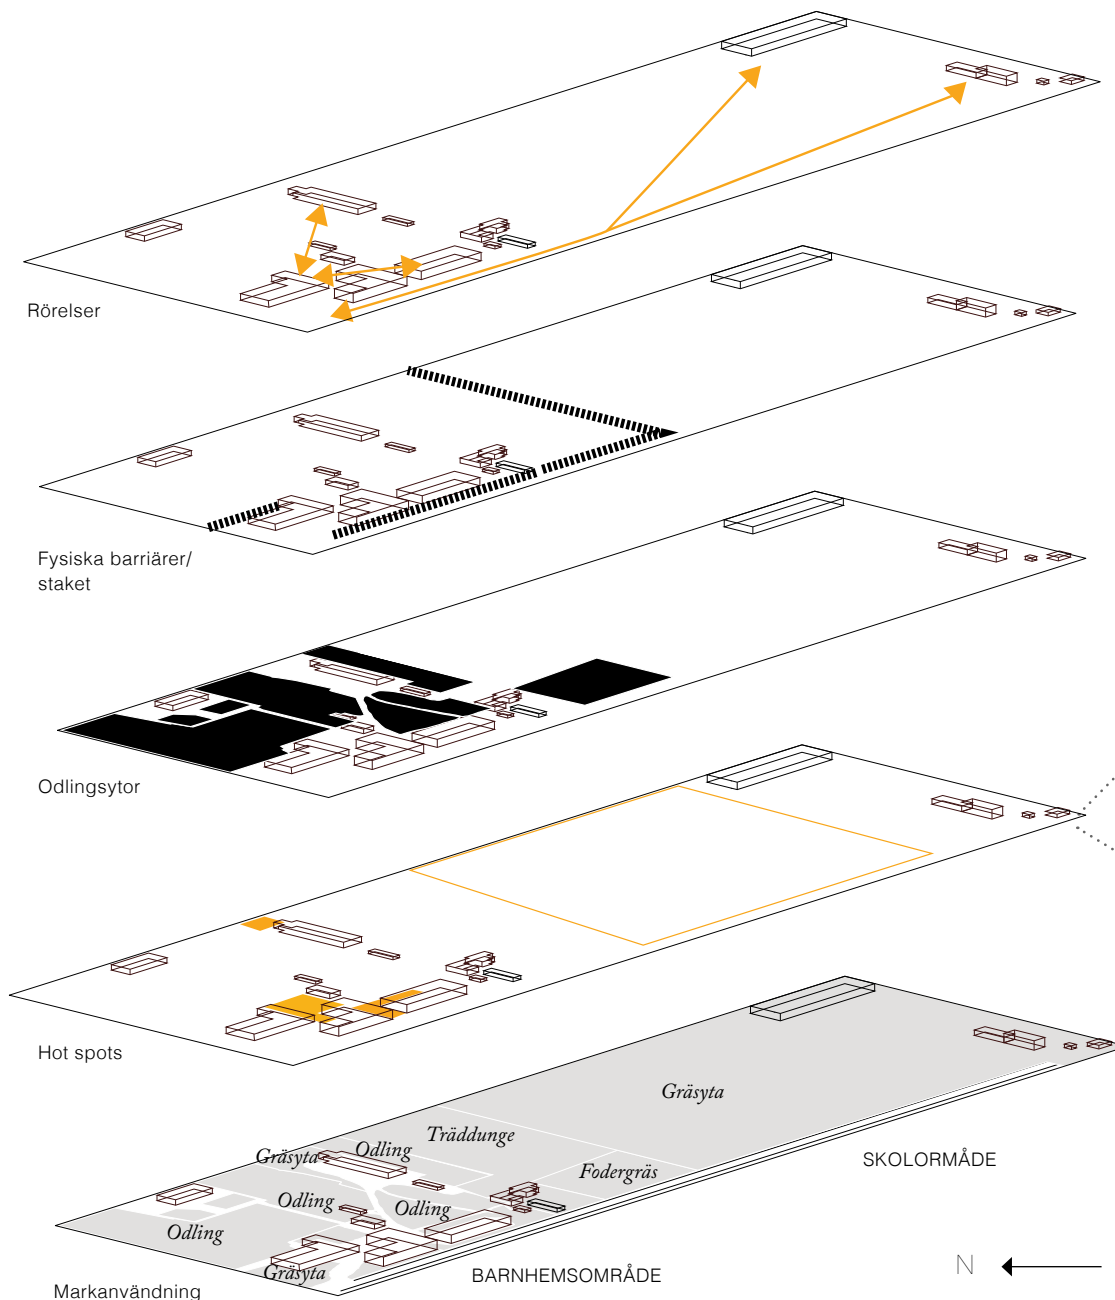 Rörelser
Fysiska barriärer/
staket
Odlingsytor
Hot spots
Gräsyta
Träddunge
Odling
Gräsyta
Fodergräs
SKOLORMÅDE
Odling
Odling
Odling
Gräsyta
BARNHEMSOMRÅDE
N
Markanvändning